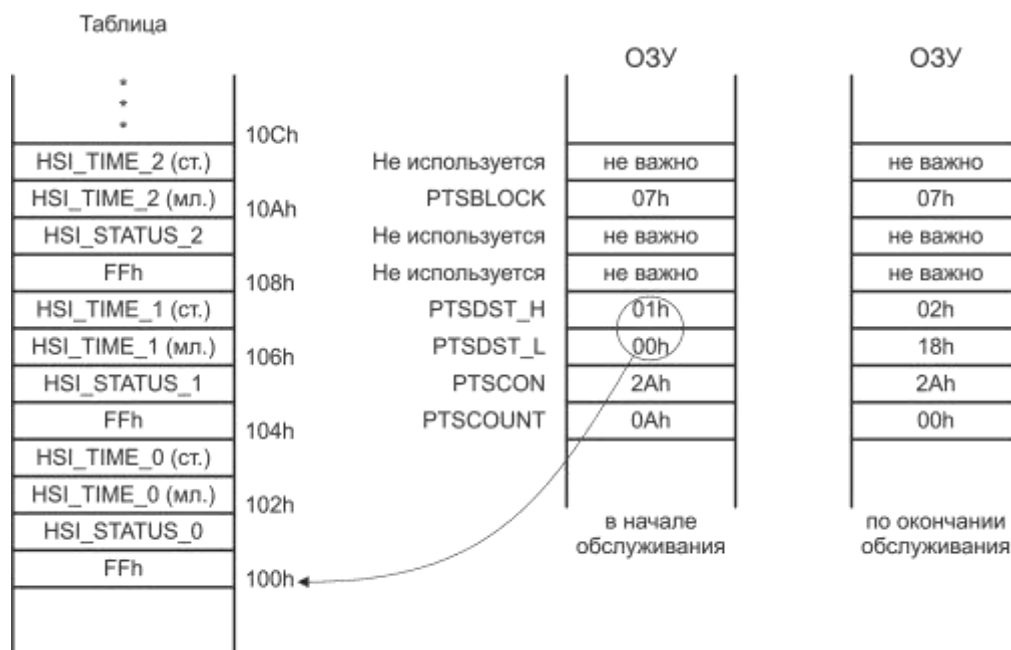 Таблица
ОЗУ
ОЗУ
*
*
*
10Ch
HSI_TIME_2 (ст.)
Не используется
не важно
не важно
HSI_TIME_2 (мл.)
10Ah
PTSBLOCK
07h
07h
HSI_STATUS_2
Не используется
не важно
не важно
FFh
108h
Не используется
не важно
не важно
HSI_TIME_1 (ст.)
PTSDST_H
01h
02h
HSI_TIME_1 (мл.)
106h
PTSDST_L
00h
18h
HSI_STATUS_1
PTSCON
2Ah
2Ah
FFh
104h
PTSCOUNT
0Ah
00h
HSI_TIME_0 (ст.)
HSI_TIME_0 (мл.)
102h
HSI_STATUS_0
в начале
обслуживания
по окончании
обслуживания
FFh
100h